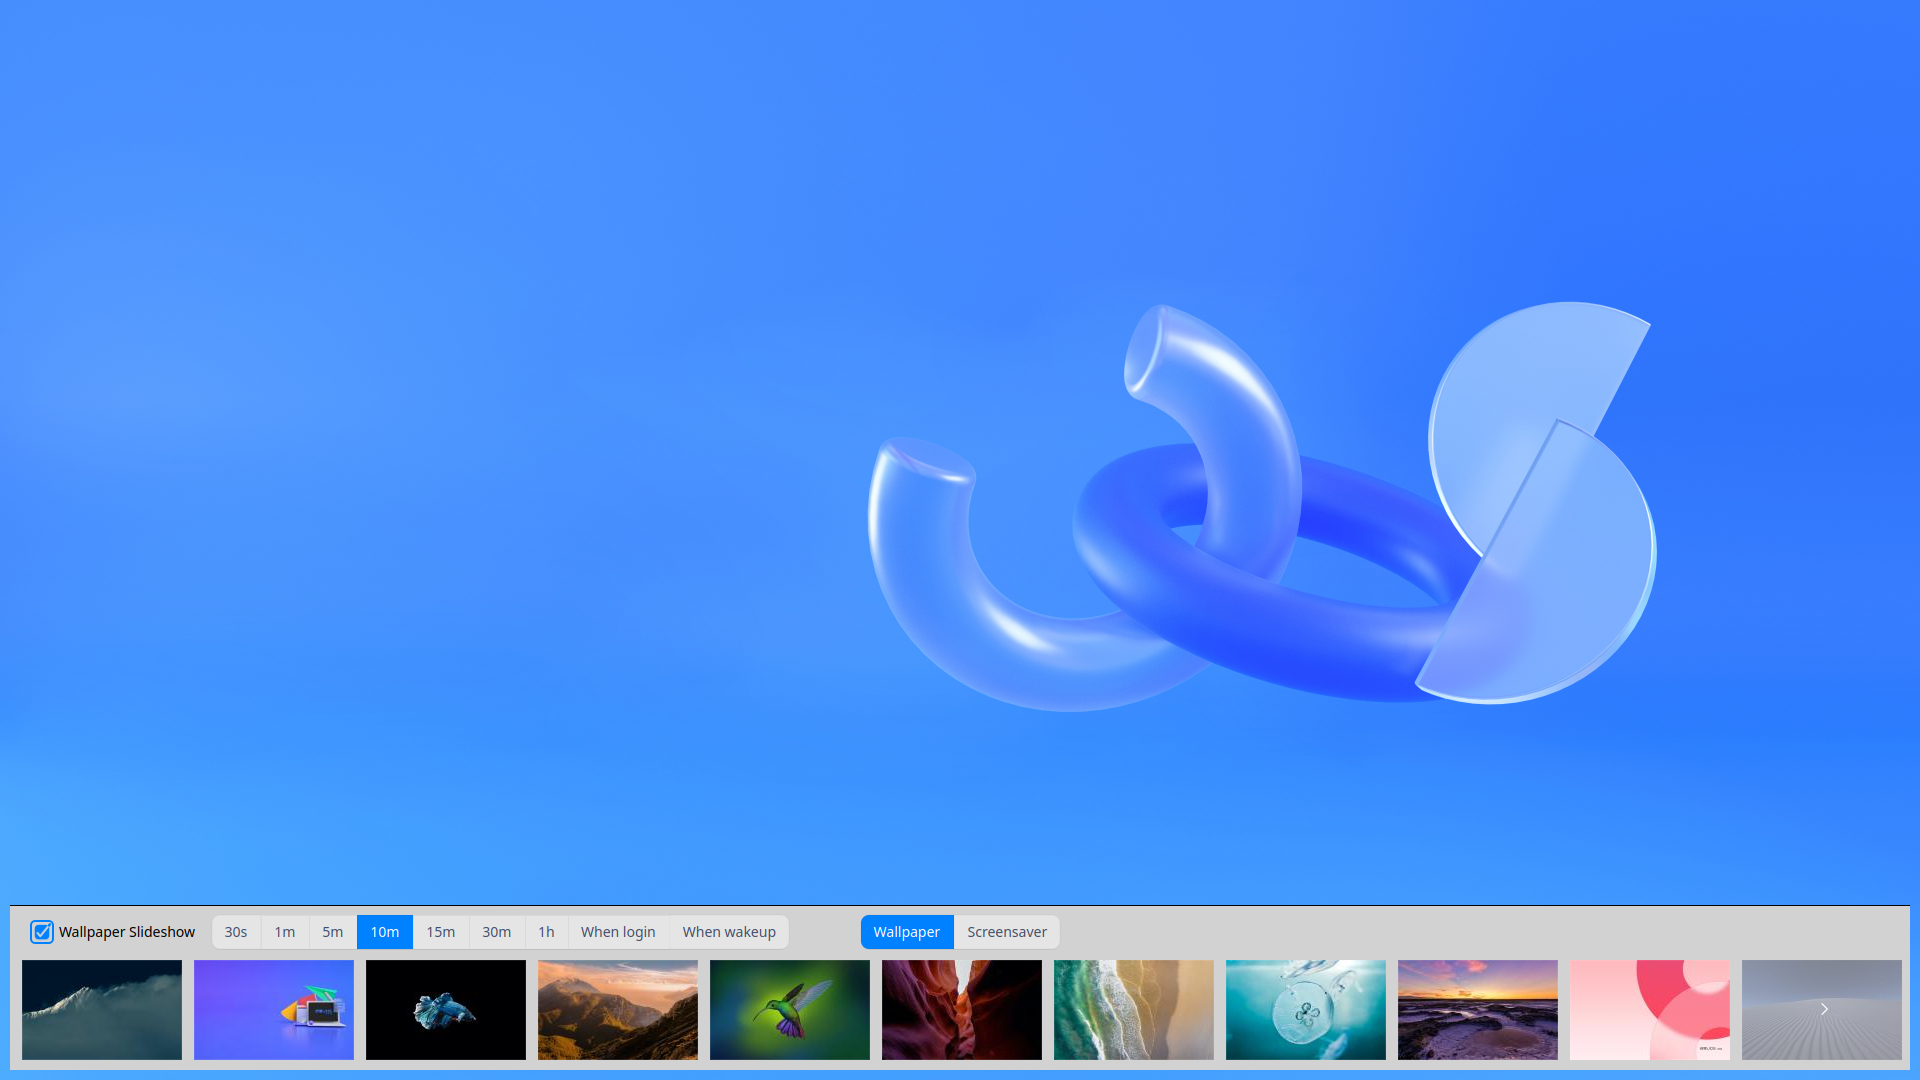 Wallpaper Slideshow
30s 1m 5m 10m 15m 30m 1h When login When wakeup
Wallpaper Screensaver